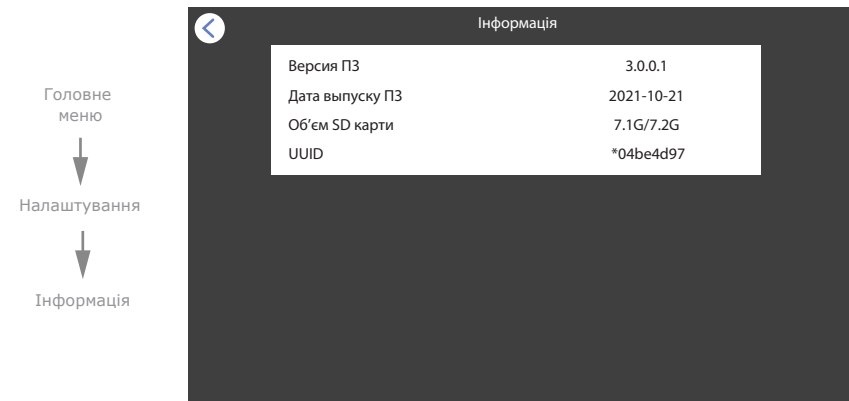 Головне
меню
Налаштування
Інформація
Інформація
Версия ПЗ 3.0.0.1
Дата выпуску ПЗ 2021-10-21
Об’єм SD карти 7.1G/7.2G
UUID *04be4d97